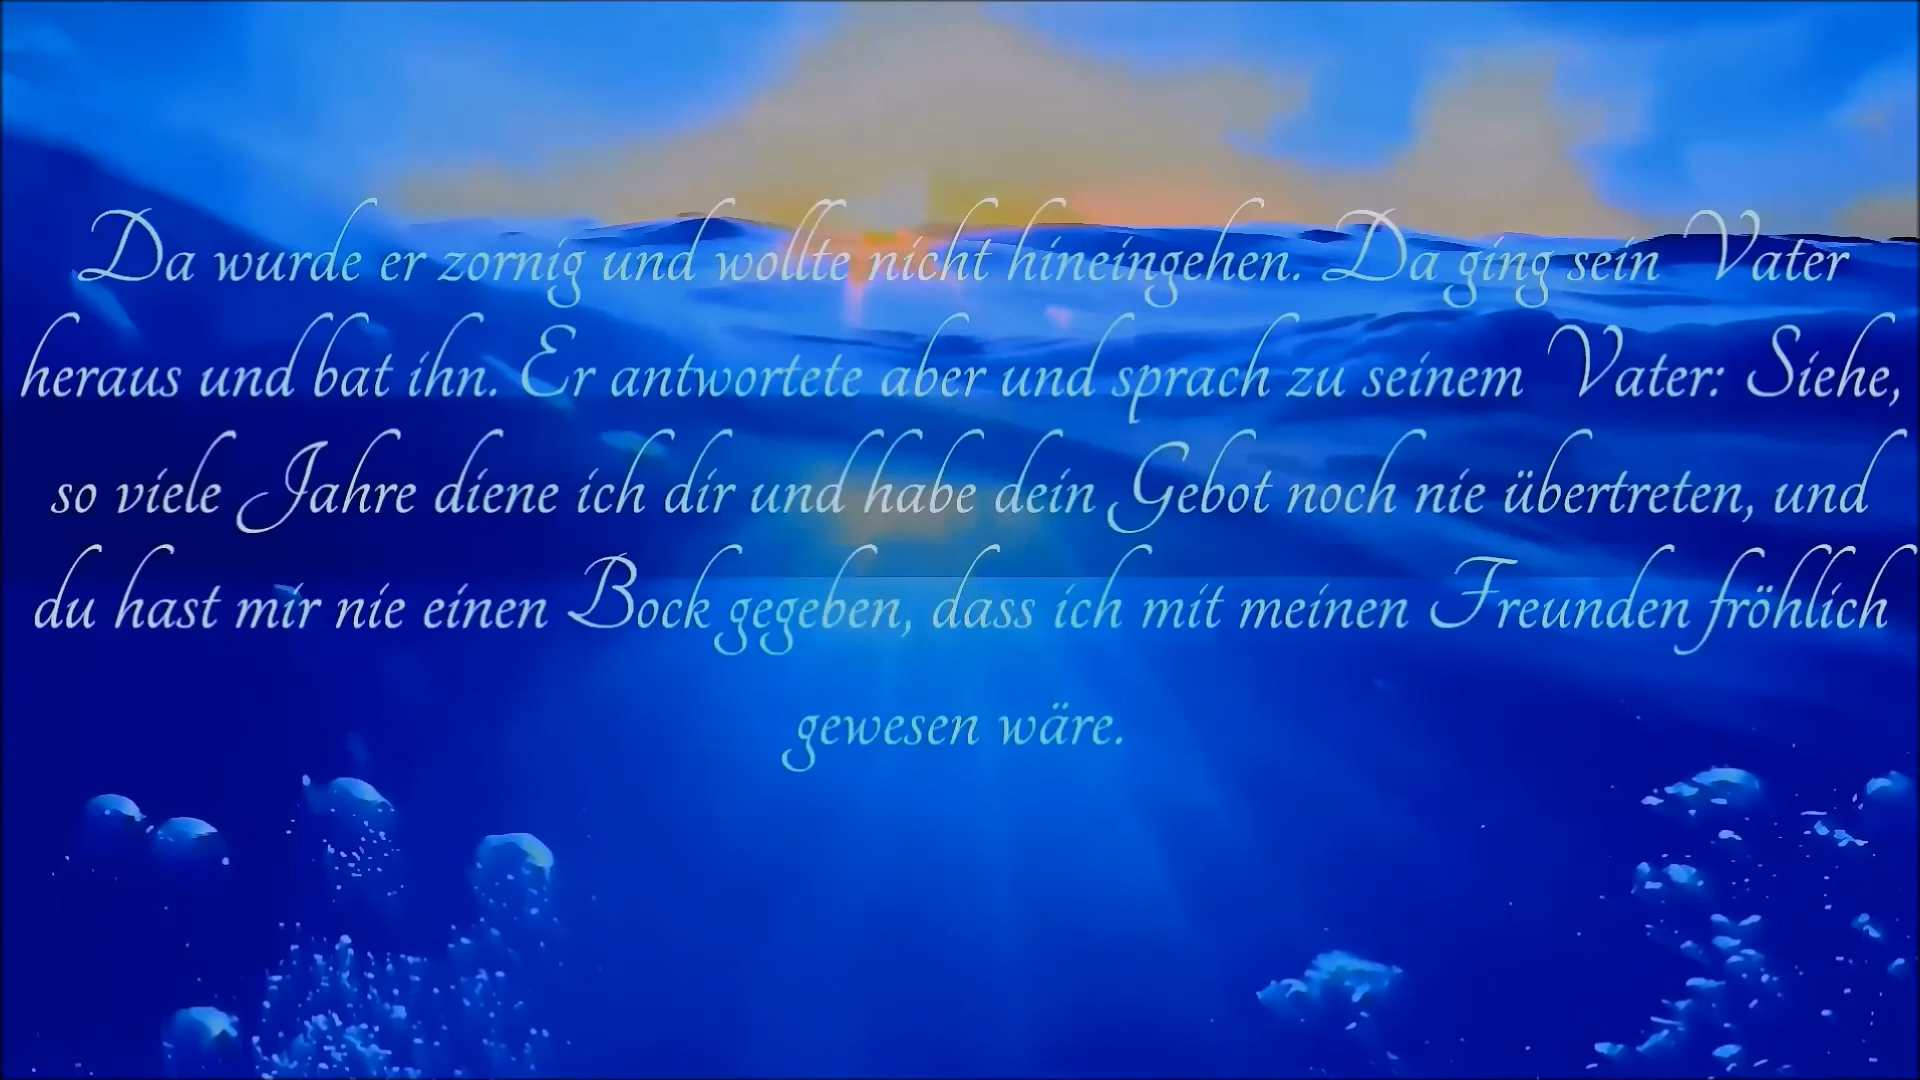 Da wurde er zornig und wollte nicht hineingehen. Da ging sein Vater
heraus und bat ihn. Er antwortete aber und sprach zu seinem Vater: Siehe,
so viele Jahre diene ich dir und habe dein Gebot noch nie übertreten, und
du hast mir nie einen Bock gegeben, dass ich mit meinen Freunden fröhlich
gewesen wäre.